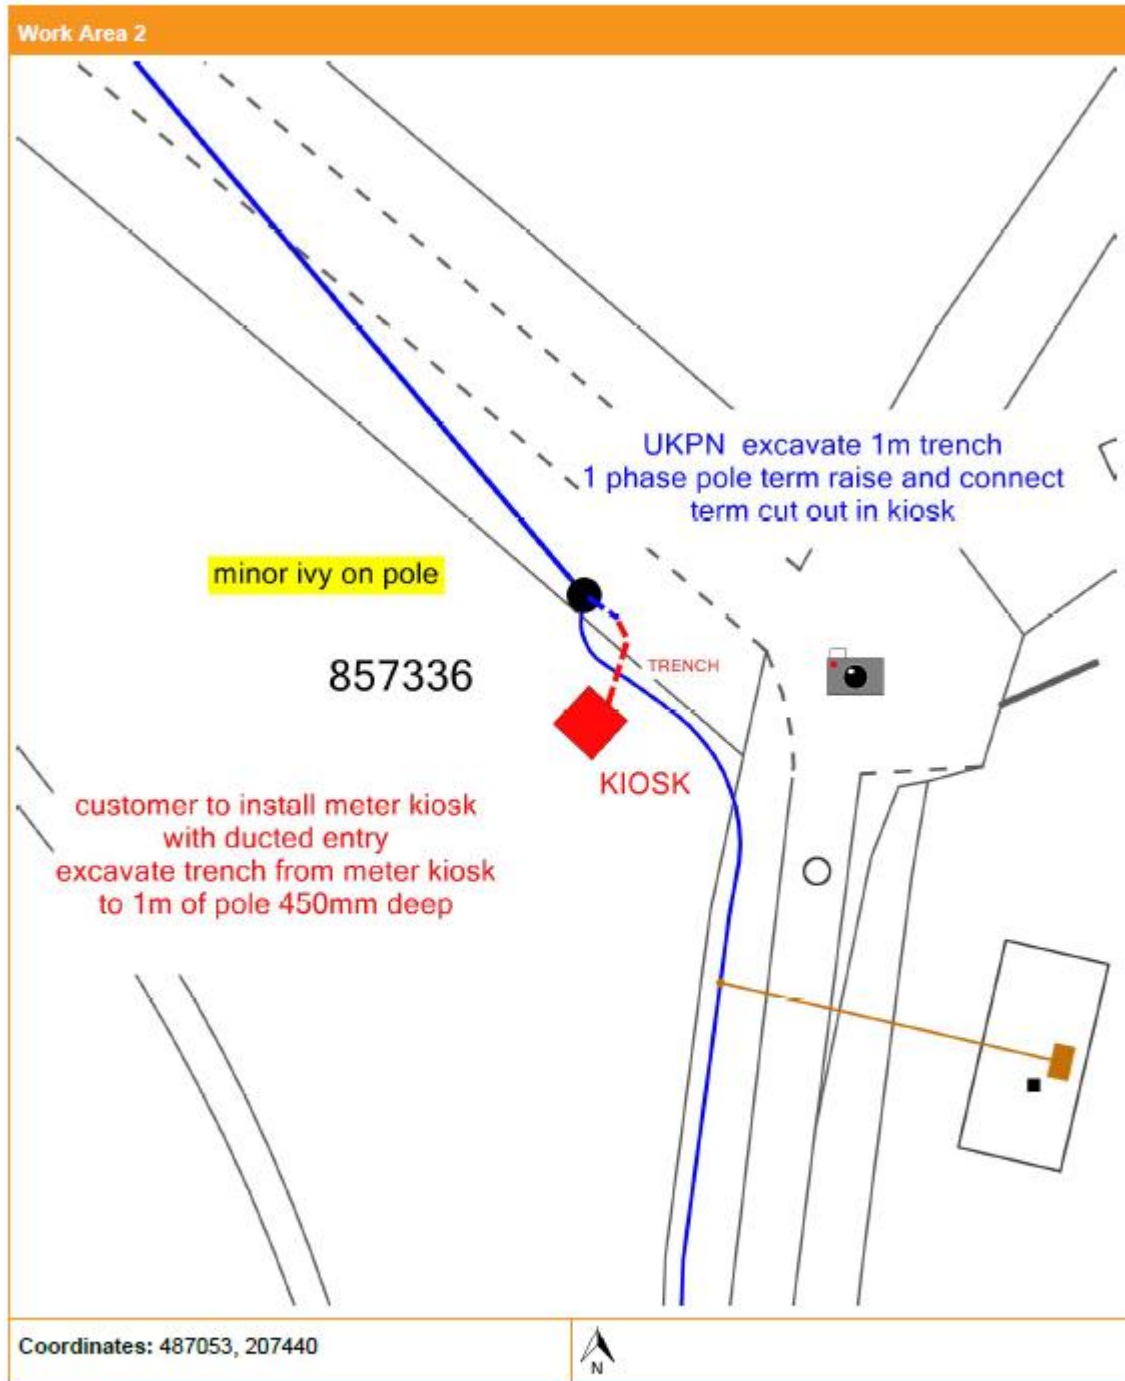 Work Area 2
UKPN excavate 1m trench
1 phase pole term raise and connect
term cut out in kiosk
minor ivy on pole
857336
TRENCH
KIOSK
customer to install meter kiosk
with ducted entry
excavate trench from meter kiosk
to 1m of pole 450mm deep
Coordinates: 487053, 207440
N